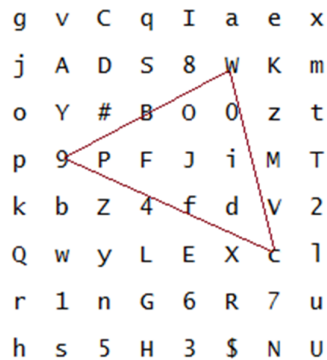 g v C q I a e x
j A D S 8 W K m
o Y # B O 0 z t
p 9 P F J i M T
k b Z 4 f d V 2
Q w y L E X c l
r 1 n G 6 R 7 u
h s 5 H 3 $ N U